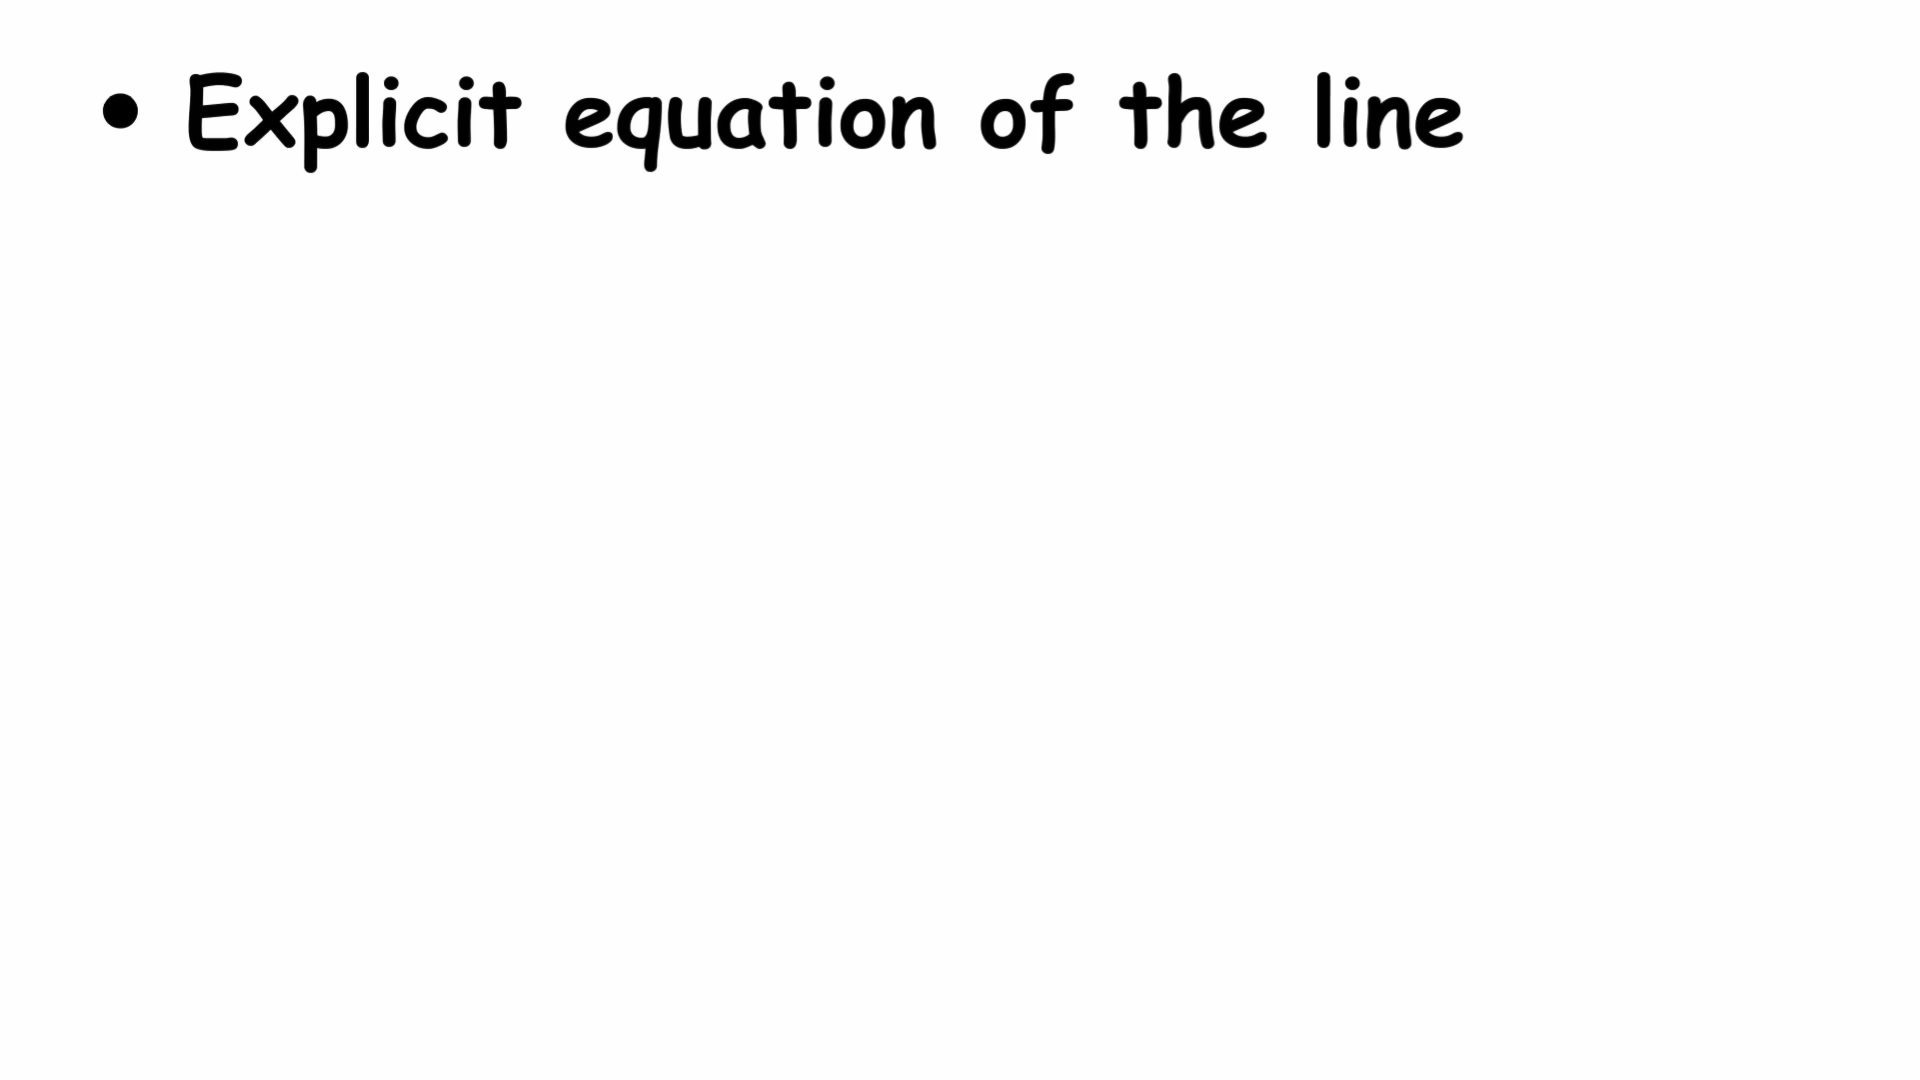 • Explicit equation of the line